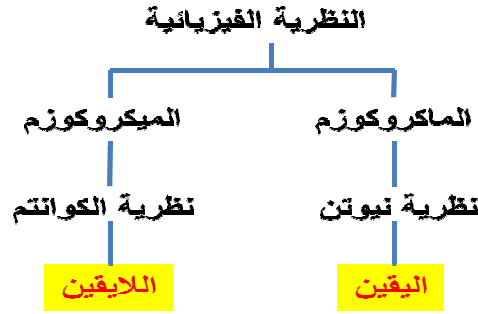 النظرية الفيزيائية
الماكروكوزم
الميكروكوزم
نظرية نيوتن
نظرية الكوانتم
اليقين
اللايقين